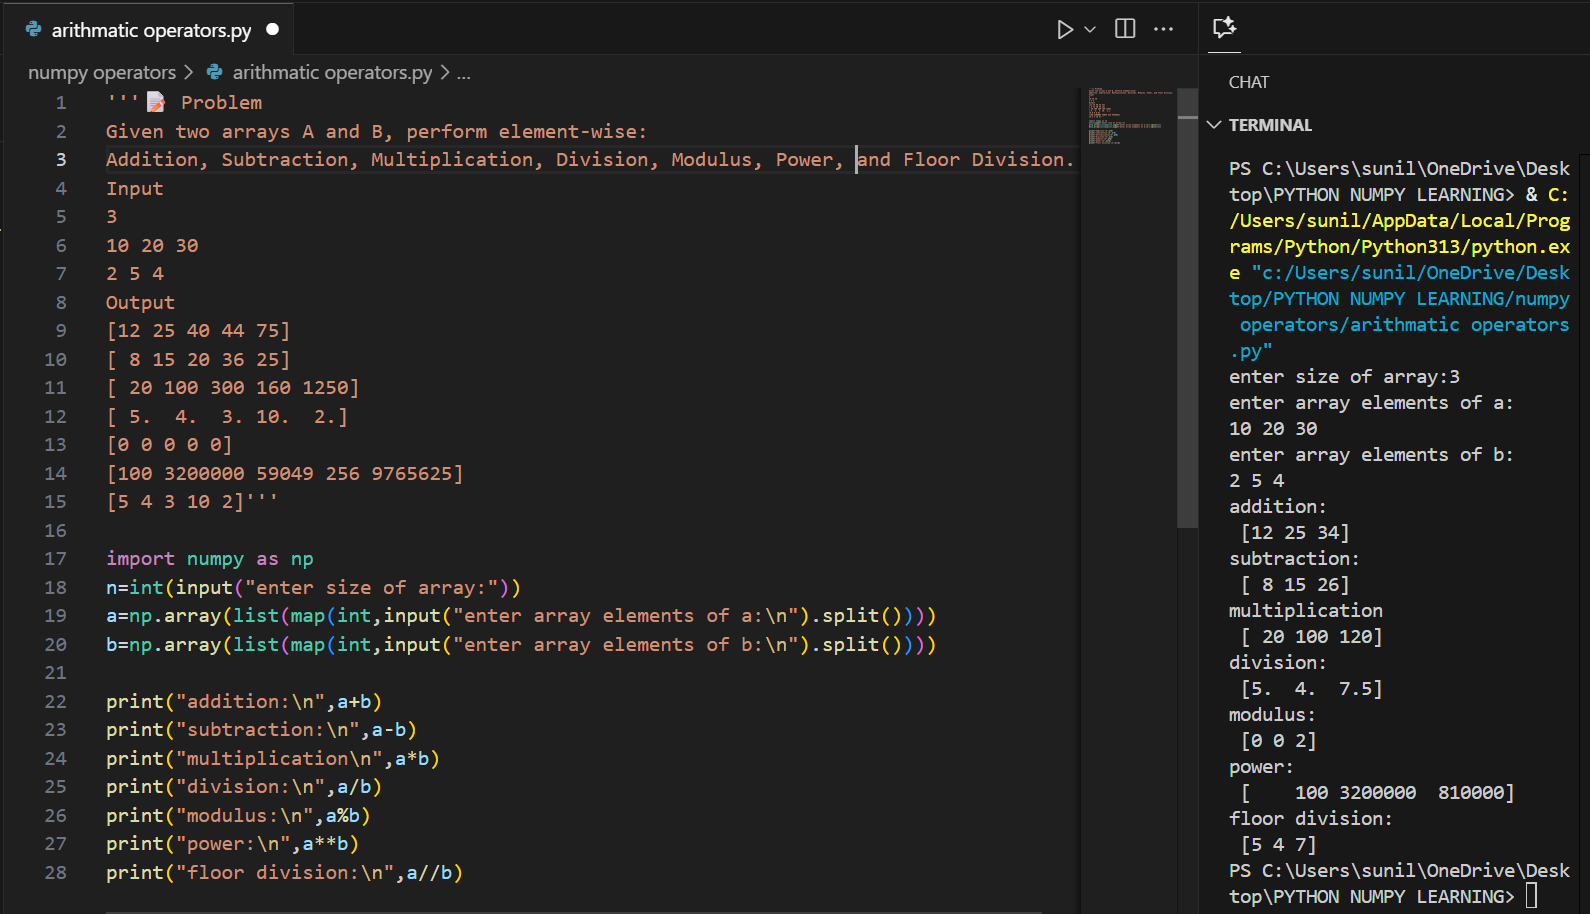 arithmatic operators.py
numpy operators > arithmatic operators.py > ...
1 '''📝 Problem
2 Given two arrays A and B, perform element-wise:
3 Addition, Subtraction, Multiplication, Division, Modulus, Power, and Floor Division.
4 Input
5 3
6 10 20 30
7 2 5 4
8 Output
9 [12 25 40 44 75]
10 [ 8 15 20 36 25]
11 [ 20 100 300 160 1250]
12 [ 5.  4.  3. 10.  2.]
13 [0 0 0 0 0]
14 [100 3200000 59049 256 9765625]
15 [5 4 3 10 2]'''
16
17 import numpy as np
18 n=int(input("enter size of array:"))
19 a=np.array(list(map(int,input("enter array elements of a:\n").split())))
20 b=np.array(list(map(int,input("enter array elements of b:\n").split())))
21
22 print("addition:\n",a+b)
23 print("subtraction:\n",a-b)
24 print("multiplication\n",a*b)
25 print("division:\n",a/b)
26 print("modulus:\n",a%b)
27 print("power:\n",a**b)
28 print("floor division:\n",a//b)
CHAT
TERMINAL
PS C:\Users\sunil\OneDrive\Desk
top\PYTHON NUMPY LEARNING> & C:
/Users/sunil/AppData/Local/Prog
rams/Python/Python313/python.ex
e "c:/Users/sunil/OneDrive/Desk
top/PYTHON NUMPY LEARNING/numpy
 operators/arithmatic operators
.py"
enter size of array:3
enter array elements of a:
10 20 30
enter array elements of b:
2 5 4
addition:
 [12 25 34]
subtraction:
 [ 8 15 26]
multiplication
 [ 20 100 120]
division:
 [5.  4.  7.5]
modulus:
 [0 0 2]
power:
 [    100 3200000  810000]
floor division:
 [5 4 7]
PS C:\Users\sunil\OneDrive\Desk
top\PYTHON NUMPY LEARNING>